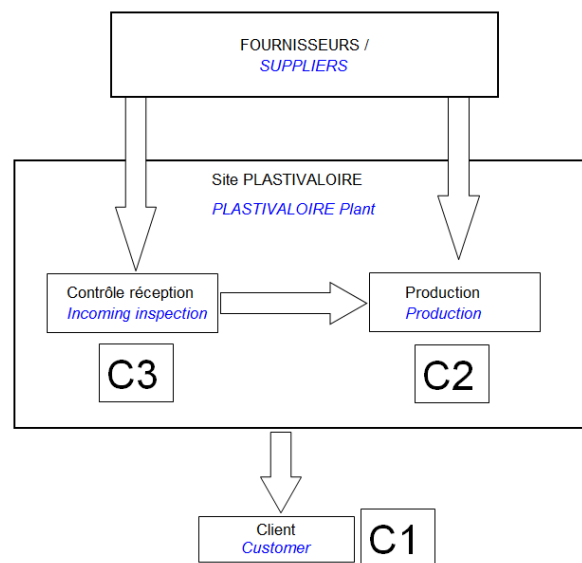 FOURNISSEURS /
SUPPLIERS
Site PLASTIVALOIRE
PLASTIVALOIRE Plant
Contrôle réception
Incoming inspection
Production
Production
C3
C2
Client
Customer
C1